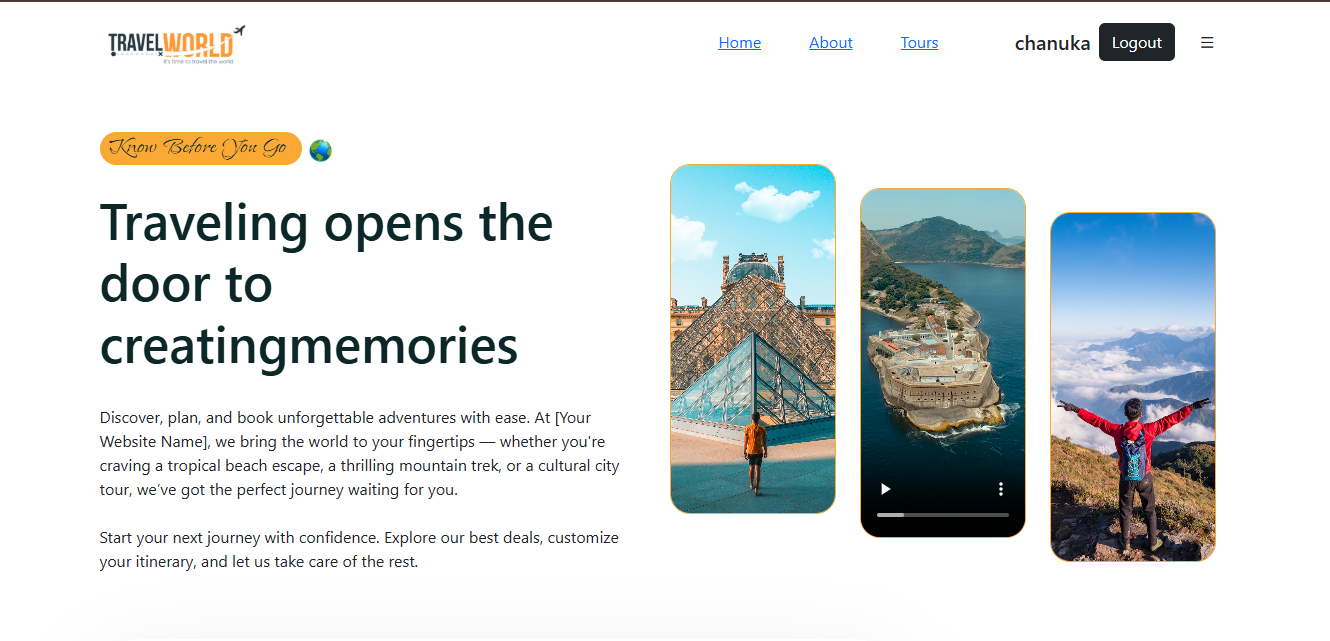 TRAVELWORLD
it's time to travel the world
Home About Tours chanuka Logout
Know Before You Go
Traveling opens the
door to
creatingmemories
Discover, plan, and book unforgettable adventures with ease. At [Your
Website Name], we bring the world to your fingertips — whether you're
craving a tropical beach escape, a thrilling mountain trek, or a cultural city
tour, we’ve got the perfect journey waiting for you.
Start your next journey with confidence. Explore our best deals, customize
your itinerary, and let us take care of the rest.